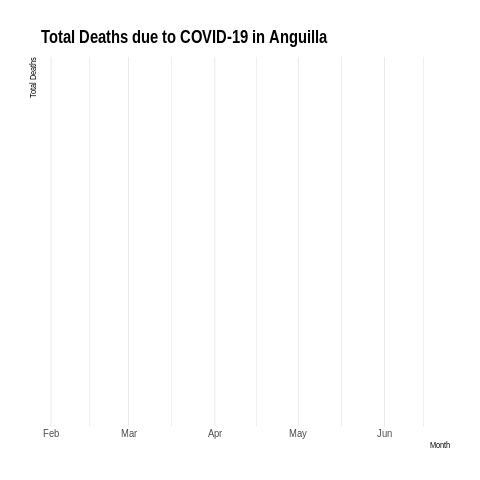 Total Deaths due to COVID-19 in Anguilla
Total Deaths
Feb Mar Apr May Jun
Month